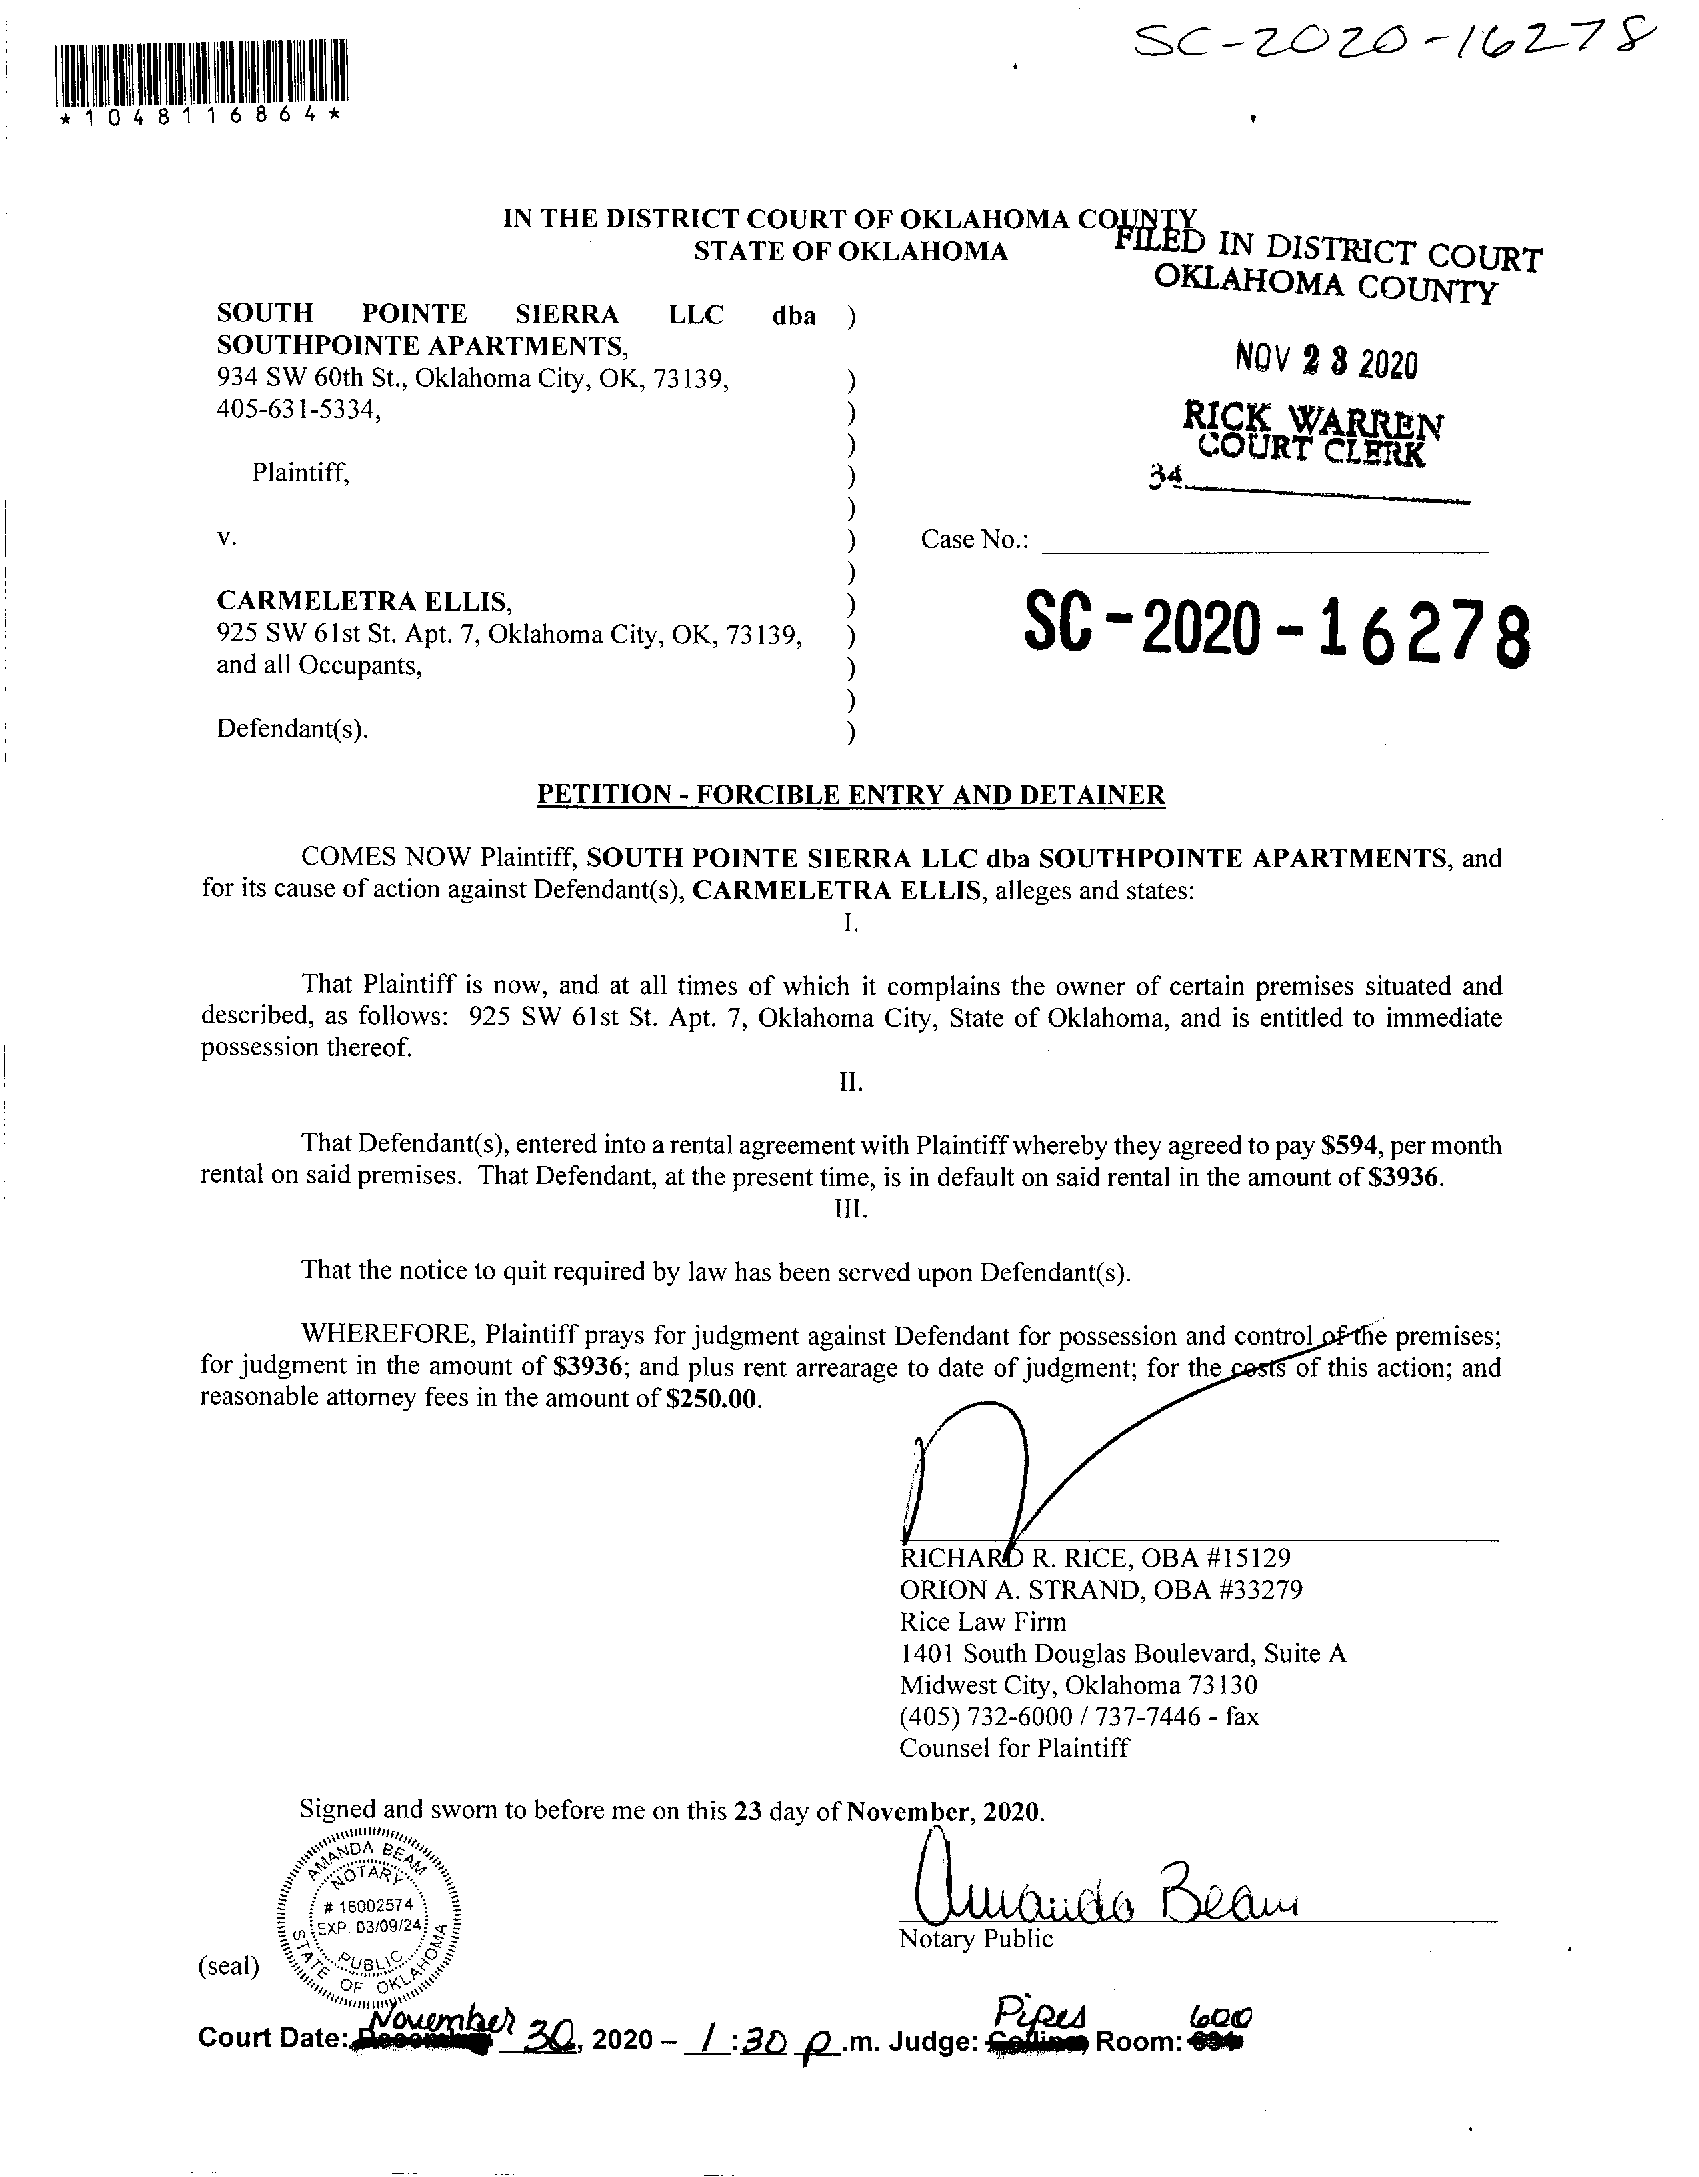 SC-2020-16278
*1048116864*
IN THE DISTRICT COURT OF OKLAHOMA COUNTY
STATE OF OKLAHOMA
FILED IN DISTRICT COURT
OKLAHOMA COUNTY
NOV 23 2020
RICK WARREN
COURT CLERK
34
SOUTH POINTE SIERRA LLC dba )
SOUTHPOINTE APARTMENTS,
934 SW 60th St., Oklahoma City, OK, 73139, )
405-631-5334, )
)
Plaintiff, )
)
v. ) Case No.:
)
CARMELETRA ELLIS, )
925 SW 61st St. Apt. 7, Oklahoma City, OK, 73139, )
and all Occupants, )
)
Defendant(s). )
SC-2020-16278
PETITION - FORCIBLE ENTRY AND DETAINER
COMES NOW Plaintiff, SOUTH POINTE SIERRA LLC dba SOUTHPOINTE APARTMENTS, and
for its cause of action against Defendant(s), CARMELETRA ELLIS, alleges and states:
I.
That Plaintiff is now, and at all times of which it complains the owner of certain premises situated and
described, as follows: 925 SW 61st St. Apt. 7, Oklahoma City, State of Oklahoma, and is entitled to immediate
possession thereof.
II.
That Defendant(s), entered into a rental agreement with Plaintiff whereby they agreed to pay $594, per month
rental on said premises. That Defendant, at the present time, is in default on said rental in the amount of $3936.
III.
That the notice to quit required by law has been served upon Defendant(s).
WHEREFORE, Plaintiff prays for judgment against Defendant for possession and control of the premises;
for judgment in the amount of $3936; and plus rent arrearage to date of judgment; for the costs of this action; and
reasonable attorney fees in the amount of $250.00.
RICHARD R. RICE, OBA #15129
ORION A. STRAND, OBA #33279
Rice Law Firm
1401 South Douglas Boulevard, Suite A
Midwest City, Oklahoma 73130
(405) 732-6000 / 737-7446 - fax
Counsel for Plaintiff
Signed and sworn to before me on this 23 day of November, 2020.
AMANDA BEAM
NOTARY
# 16002574
EXP. 03/09/24
PUBLIC
STATE OF OKLAHOMA
Amanda Beam
Notary Public
(seal)
Court Date: November 30, 2020 – 1:30 p.m. Judge: Pipes Room: 600